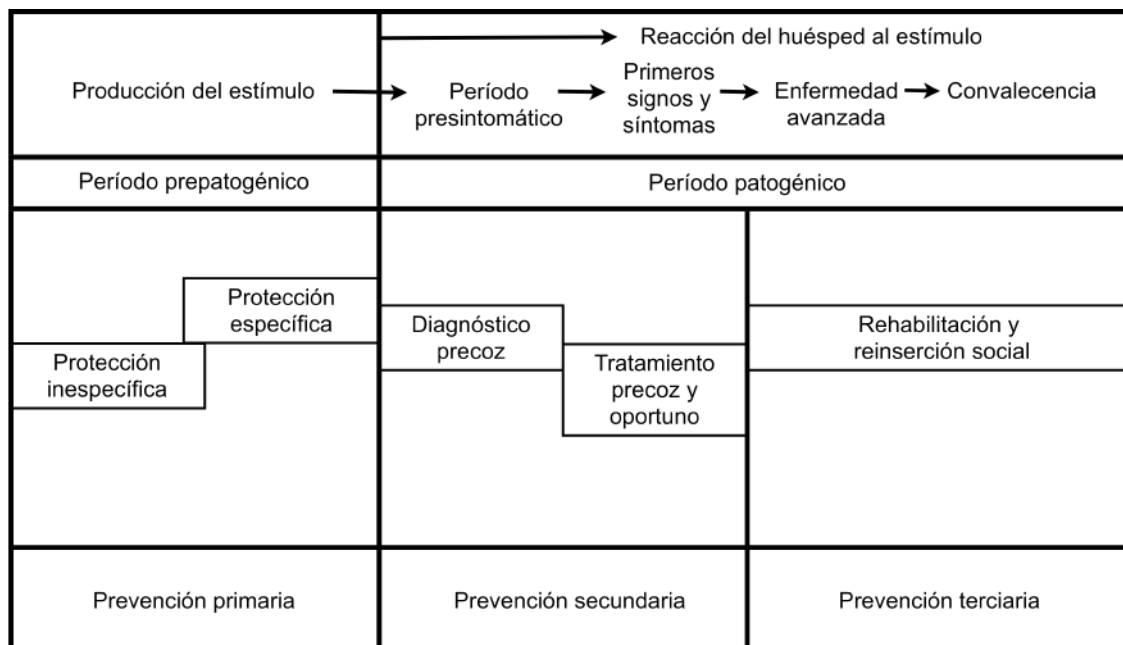 Reacción del huésped al estímulo
Producción del estímulo
Período
presintomático
Primeros
signos y
síntomas
Enfermedad
avanzada
Convalecencia
Período prepatogénico
Período patogénico
Protección
inespecífica
Protección
específica
Diagnóstico
precoz
Tratamiento
precoz y
oportuno
Rehabilitación y
reinserción social
Prevención primaria
Prevención secundaria
Prevención terciaria